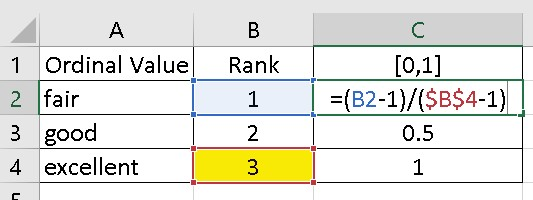 A B C
1 Ordinal Value Rank [0,1]
2 fair 1 =(B2-1)/($B$4-1)
3 good 2 0.5
4 excellent 3 1